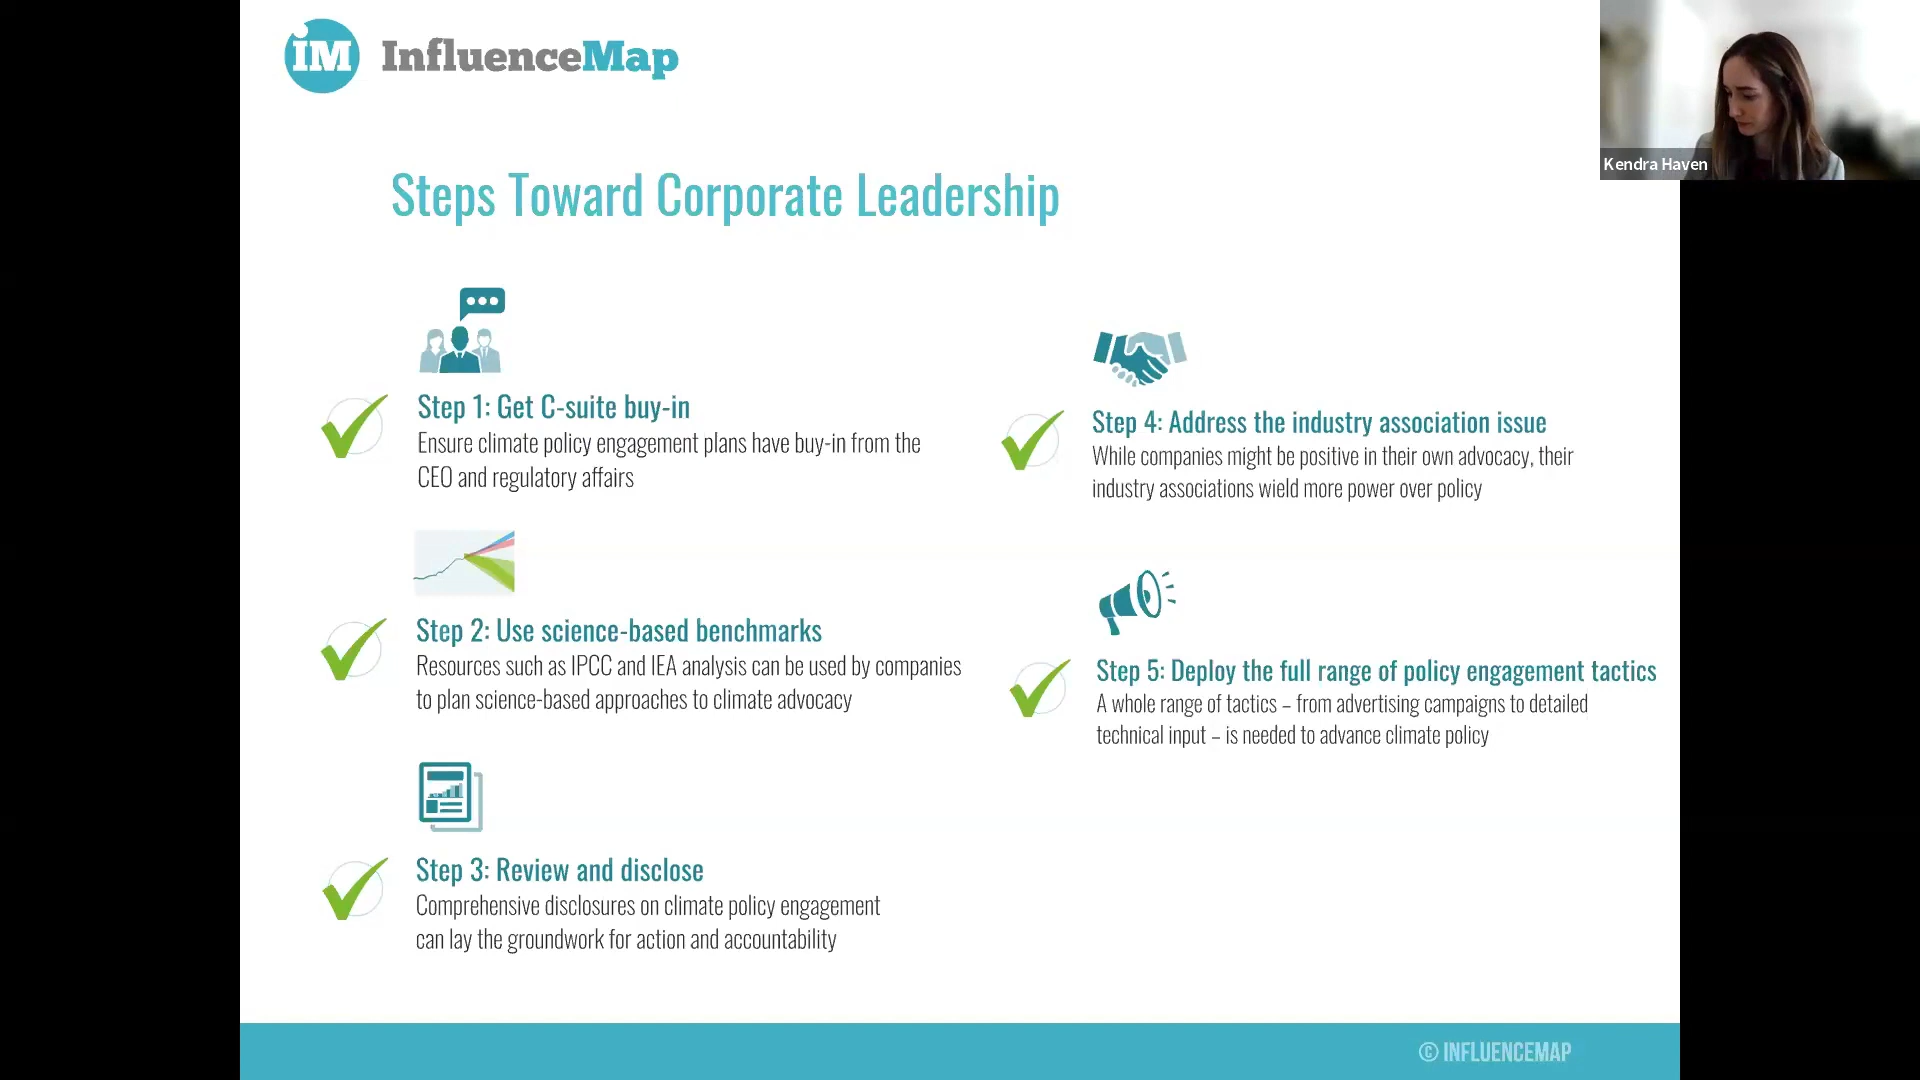 iM InfluenceMap
Kendra Haven
Steps Toward Corporate Leadership
Step 1: Get C-suite buy-in
Ensure climate policy engagement plans have buy-in from the
CEO and regulatory affairs
Step 2: Use science-based benchmarks
Resources such as IPCC and IEA analysis can be used by companies
to plan science-based approaches to climate advocacy
Step 3: Review and disclose
Comprehensive disclosures on climate policy engagement
can lay the groundwork for action and accountability
Step 4: Address the industry association issue
While companies might be positive in their own advocacy, their
industry associations wield more power over policy
Step 5: Deploy the full range of policy engagement tactics
A whole range of tactics – from advertising campaigns to detailed
technical input – is needed to advance climate policy
© INFLUENCEMAP